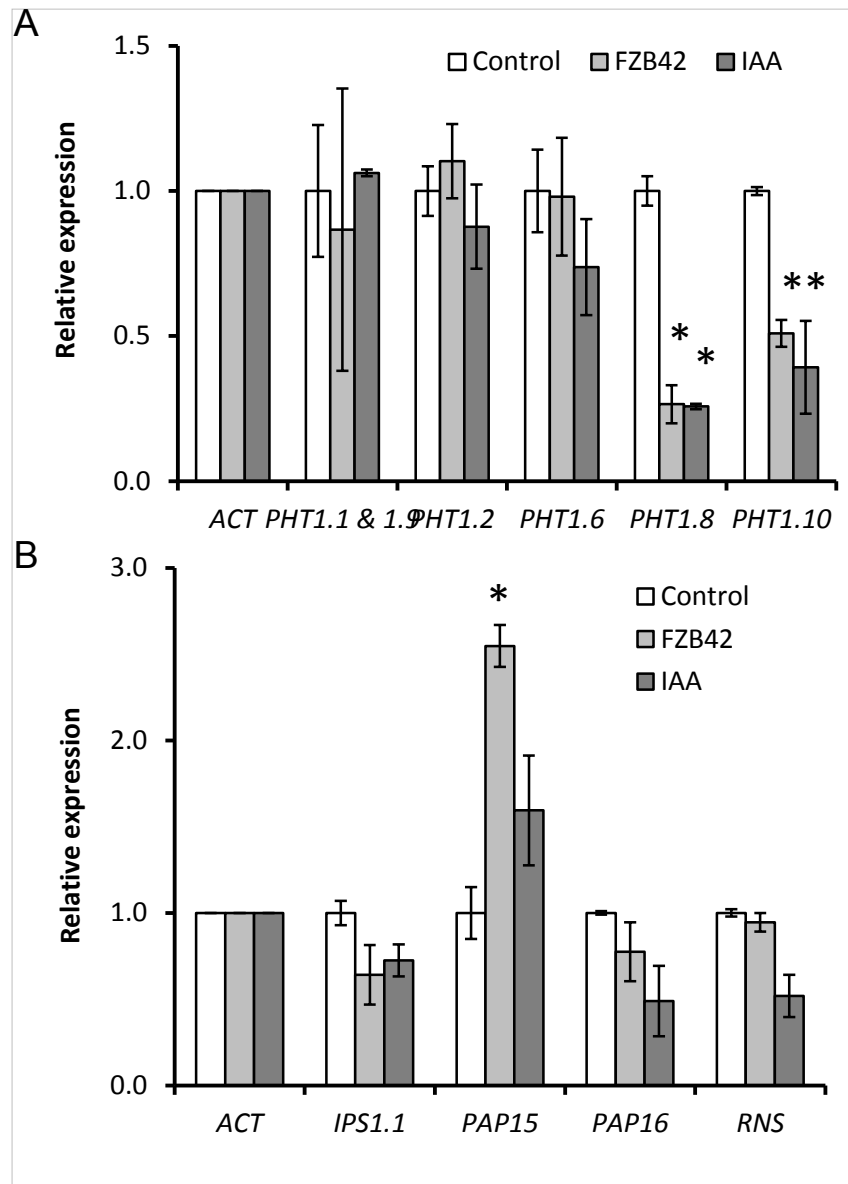 A
1.5
Control FZB42 IAA
Relative expression
1.0
* *
*
*
0.5
0.0
ACT PHT1.1 & 1.9 PHT1.2 PHT1.6 PHT1.8 PHT1.10
B
3.0
*
Control
FZB42
IAA
Relative expression
2.0
1.0
0.0
ACT IPS1.1 PAP15 PAP16 RNS